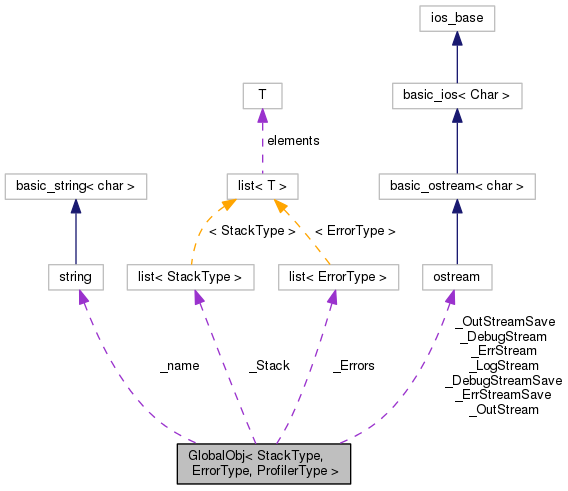 ios_base
T
basic_ios< Char >
elements
basic_string< char >
list< T >
basic_ostream< char >
< StackType >
< ErrorType >
string
list< StackType >
list< ErrorType >
ostream
_name
_Stack
_Errors
_OutStreamSave
_DebugStream
_ErrStream
_LogStream
_DebugStreamSave
_ErrStreamSave
_OutStream
GlobalObj< StackType,
ErrorType, ProfilerType >